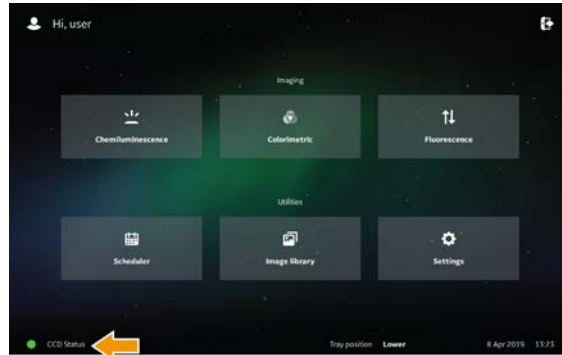 Hi, user
Imaging
Chemiluminescence Colorimetric Fluorescence
Utilities
Scheduler Image library Settings
CCD Status Tray position Lower 8 Apr 2019 13:21